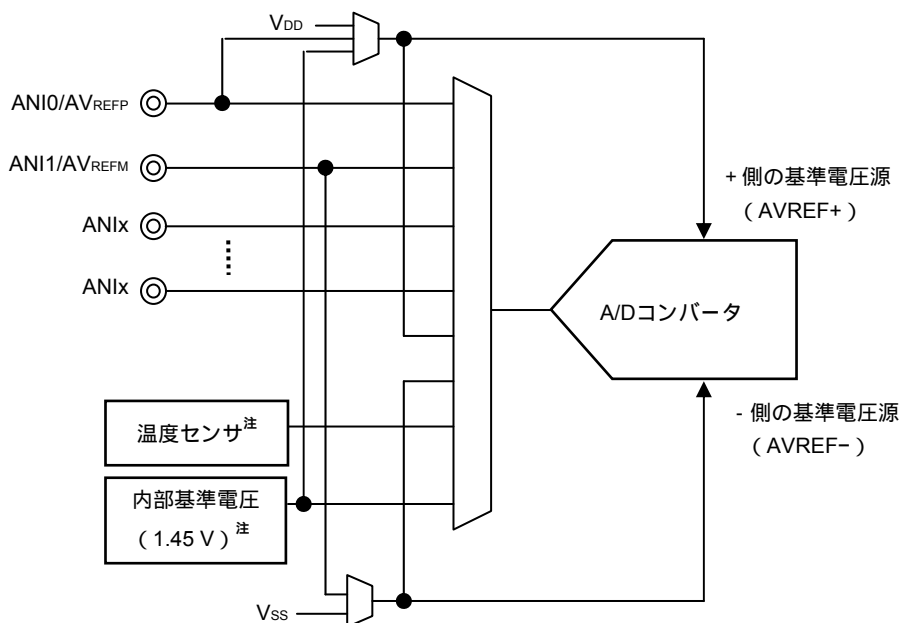 VDD
ANI0/AVREFP
ANI1/AVREFM
ANIx
ANIx
+ 側の基準電圧源
( AVREF+ )
A/Dコンバータ
- 側の基準電圧源
( AVREF− )
温度センサ注
内部基準電圧
( 1.45 V ) 注
VSS